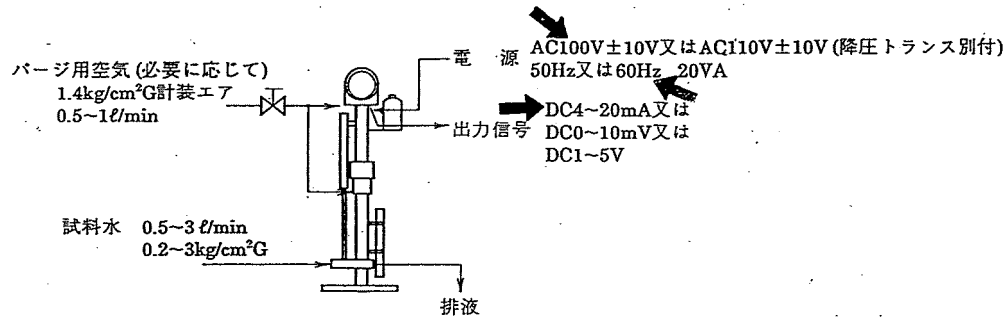 パージ用空気 (必要に応じて)
1.4kg/cm²G計装エア
0.5~1ℓ/min
試料水 0.5~3 ℓ/min
0.2~3kg/cm²G
電 源 AC100V±10V又はAC110V±10V (降圧トランス別付)
50Hz又は60Hz 20VA
出力信号 DC4~20mA又は
DC0~10mV又は
DC1~5V
排液